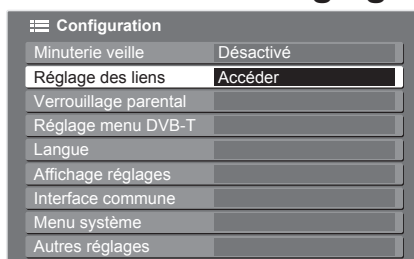 Configuration
Minuterie veille Désactivé
Réglage des liens Accéder
Verrouillage parental
Réglage menu DVB-T
Langue
Affichage réglages
Interface commune
Menu système
Autres réglages